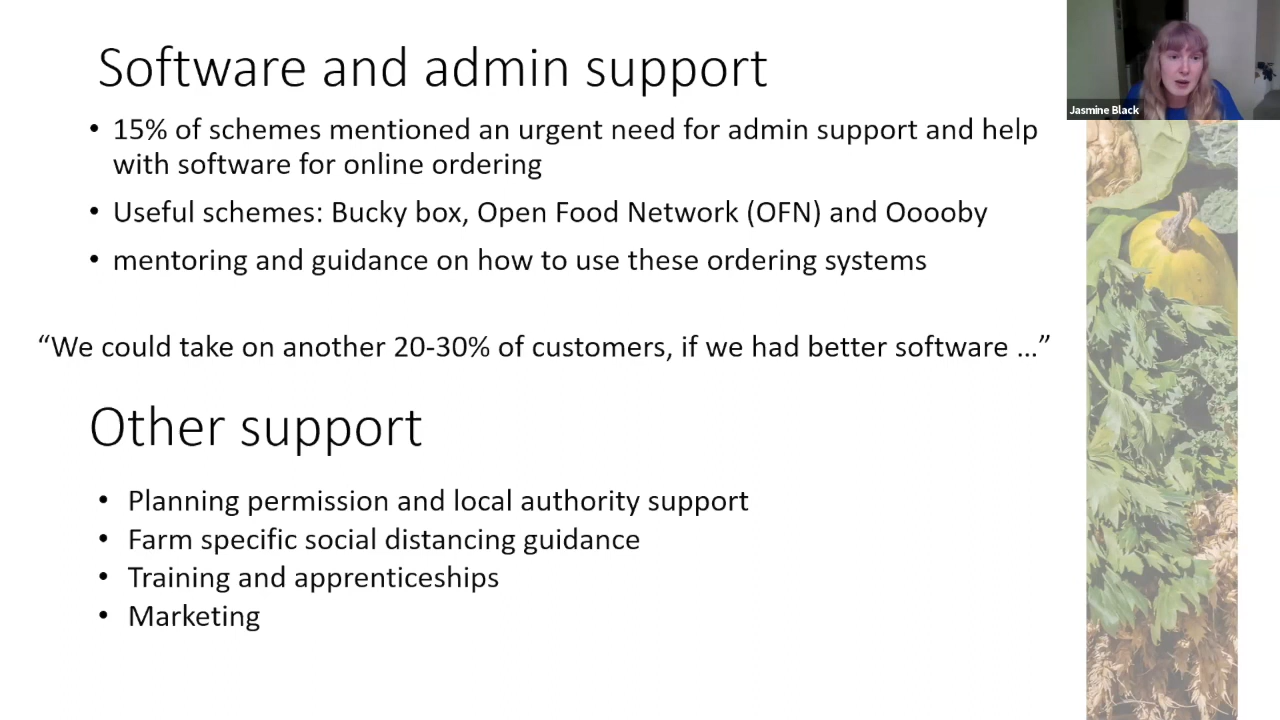 Software and admin support
• 15% of schemes mentioned an urgent need for admin support and help
with software for online ordering
• Useful schemes: Bucky box, Open Food Network (OFN) and Ooooby
• mentoring and guidance on how to use these ordering systems
“We could take on another 20-30% of customers, if we had better software ...”
Other support
• Planning permission and local authority support
• Farm specific social distancing guidance
• Training and apprenticeships
• Marketing
Jasmine Black